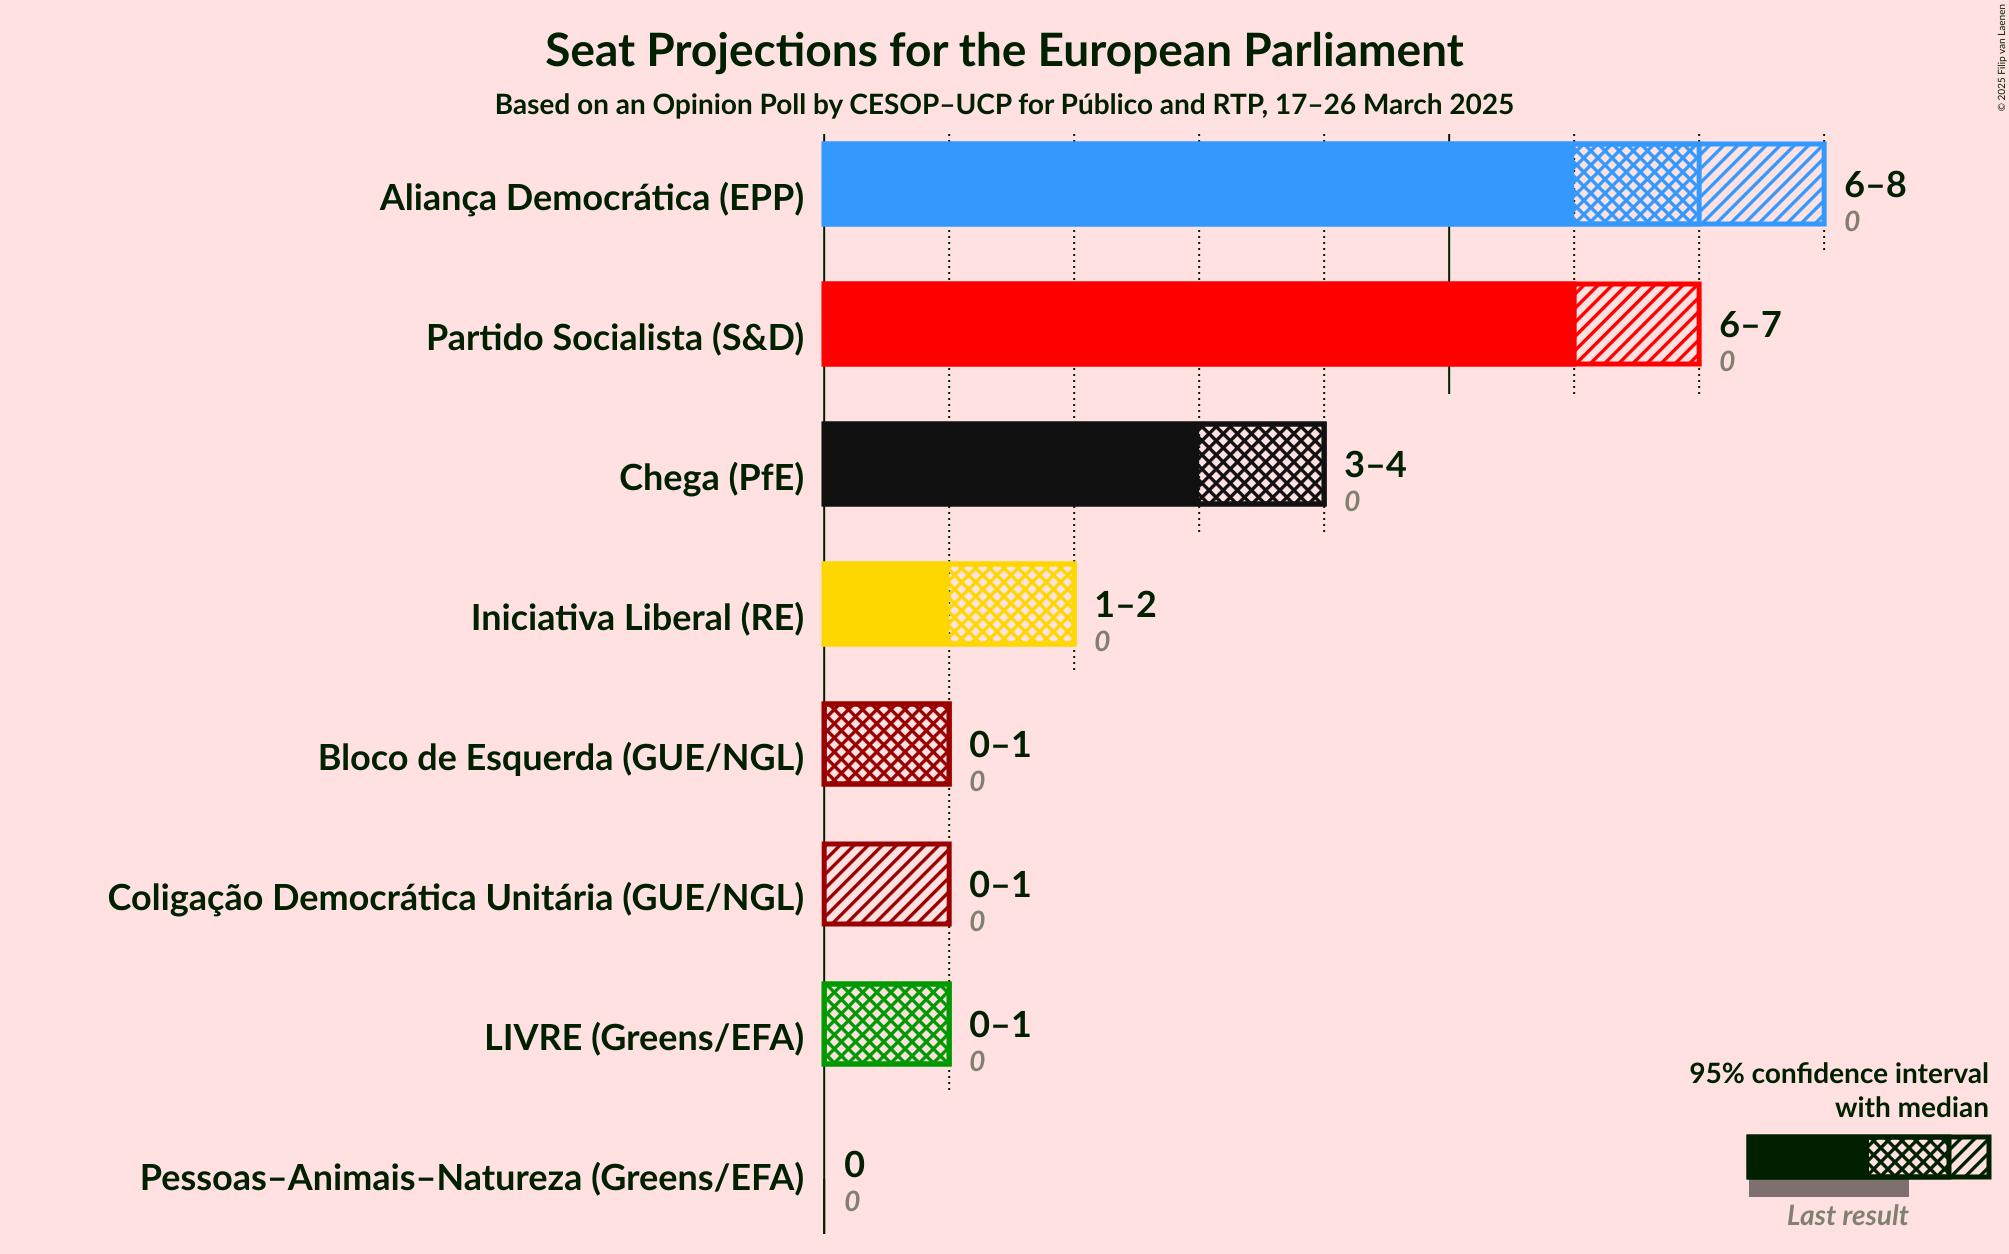 Seat Projections for the European Parliament
Based on an Opinion Poll by CESOP–UCP for Público and RTP, 17–26 March 2025
© 2025 Filip van Laenen
Aliança Democrática (EPP)
6–8
0
Partido Socialista (S&D)
6–7
0
Chega (PfE)
3–4
0
Iniciativa Liberal (RE)
1–2
0
Bloco de Esquerda (GUE/NGL)
0–1
0
Coligação Democrática Unitária (GUE/NGL)
0–1
0
LIVRE (Greens/EFA)
0–1
0
Pessoas–Animais–Natureza (Greens/EFA)
0
0
95% confidence interval
with median
Last result